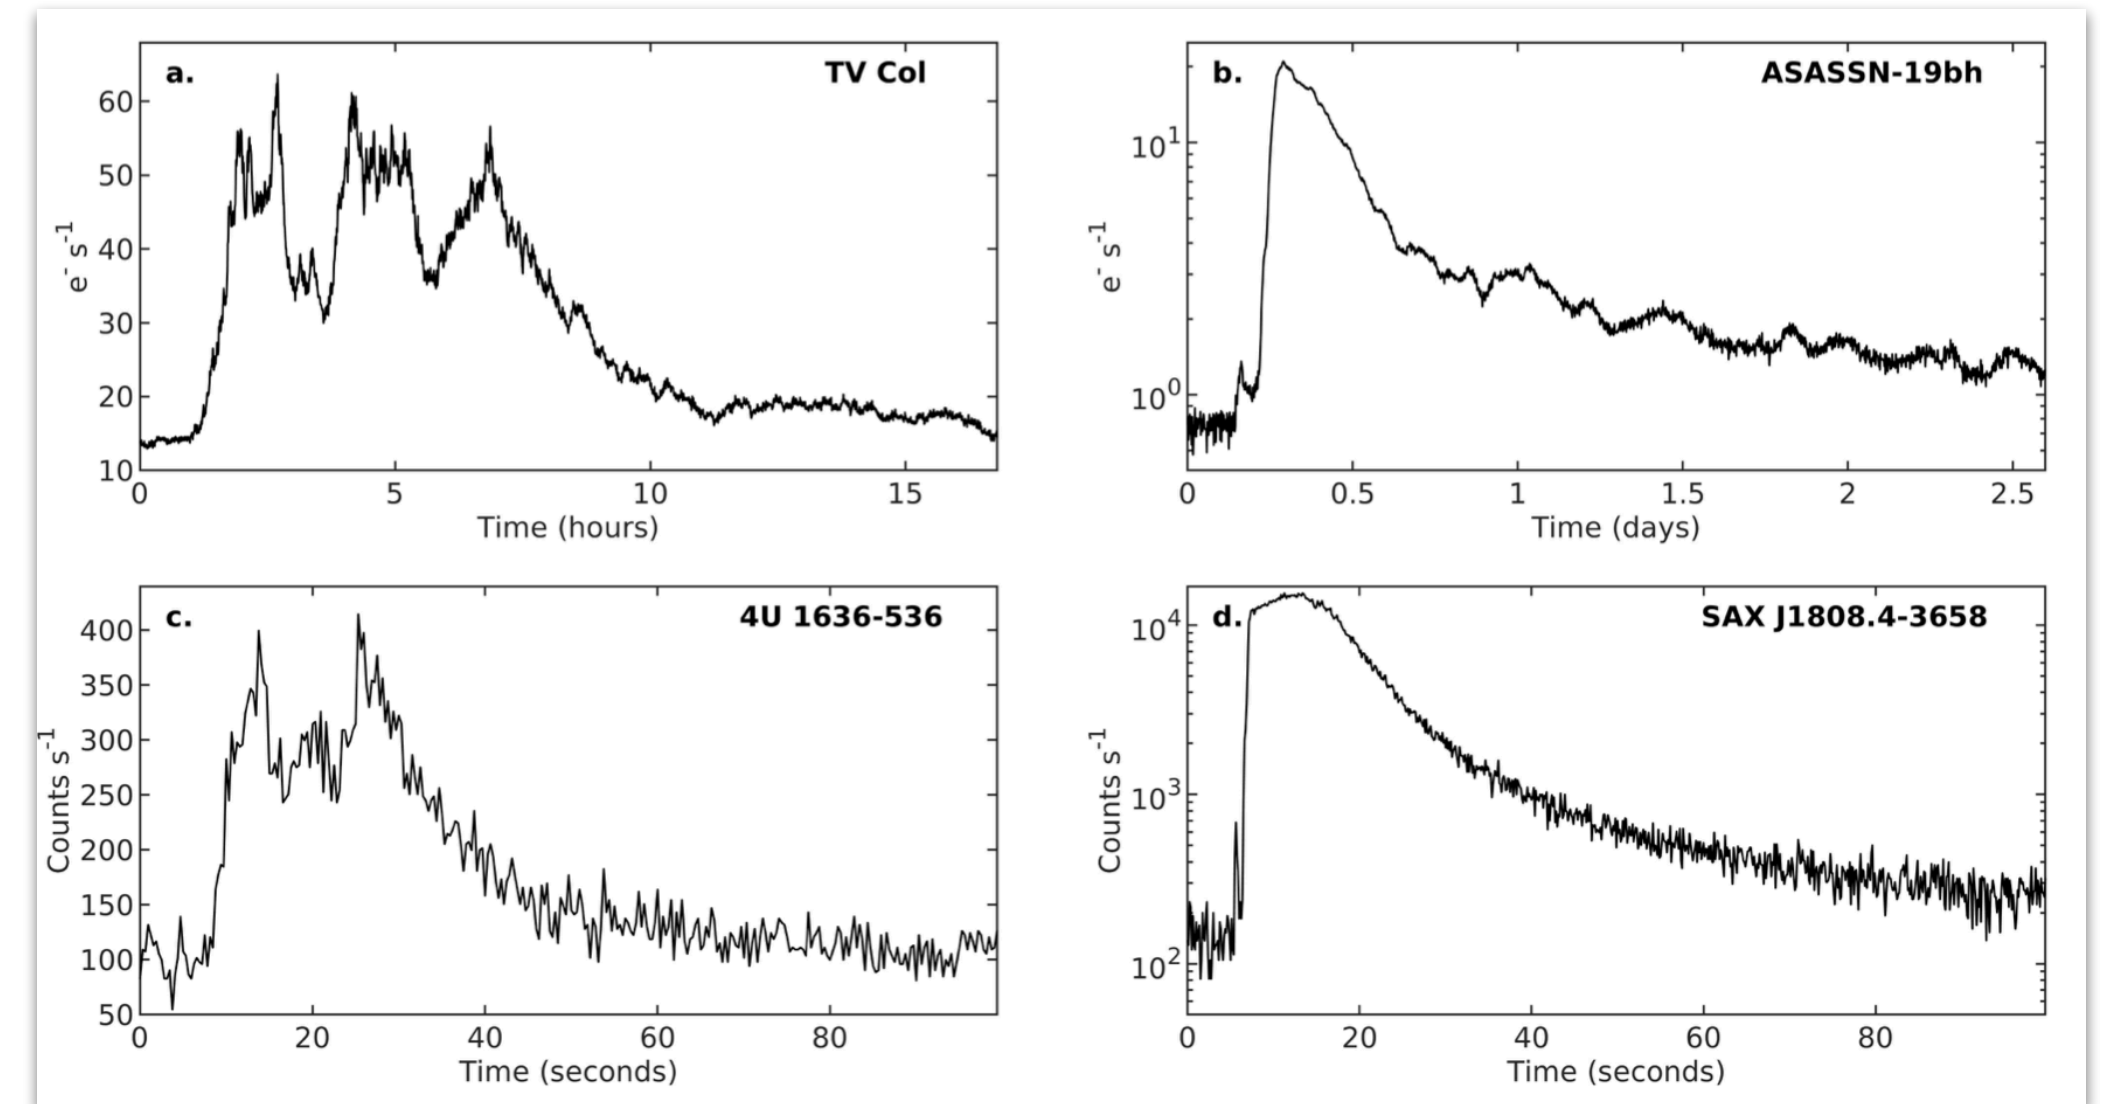 a.
TV Col
60
50
40
30
20
10
e⁻ s⁻¹
0 5 10 15
Time (hours)
b.
ASASSN-19bh
10¹
10⁰
e⁻ s⁻¹
0 0.5 1 1.5 2 2.5
Time (days)
c.
4U 1636-536
400
350
300
250
200
150
100
50
Counts s⁻¹
0 20 40 60 80
Time (seconds)
d.
SAX J1808.4-3658
10⁴
10³
10²
Counts s⁻¹
0 20 40 60 80
Time (seconds)